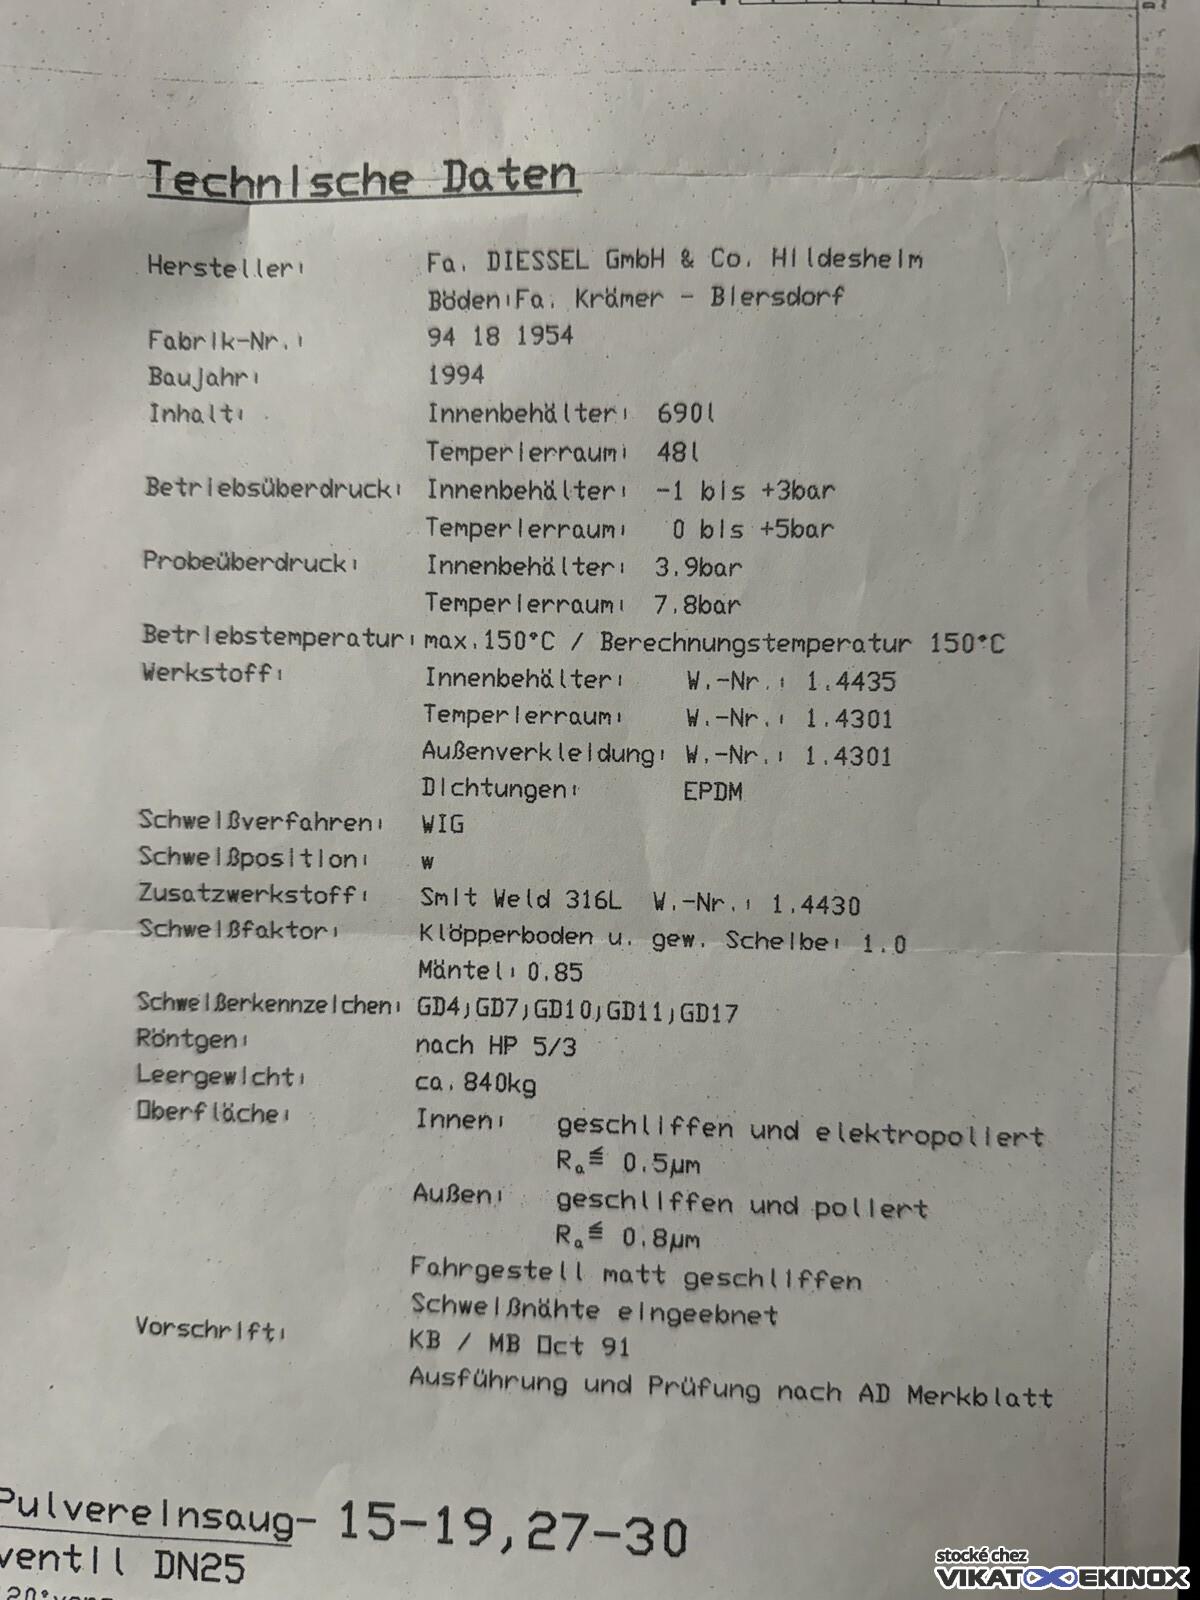 Technische Daten
Hersteller: Fa. DIESSEL GmbH & Co. Hildesheim
Böden:Fa. Krämer - Biersdorf
Fabrik-Nr.: 94 18 1954
Baujahr: 1994
Inhalt: Innenbehälter: 690l
Temperierraum: 48l
Betriebsüberdruck: Innenbehälter: -1 bis +3bar
Temperierraum: 0 bis +5bar
Probeüberdruck: Innenbehälter: 3.9bar
Temperierraum: 7.8bar
Betriebstemperatur: max.150°C / Berechnungstemperatur 150°C
Werkstoff: Innenbehälter: W.-Nr.: 1.4435
Temperierraum: W.-Nr.: 1.4301
Außenverkleidung: W.-Nr.: 1.4301
Dichtungen: EPDM
Schweißverfahren: WIG
Schweißposition: w
Zusatzwerkstoff: Smit Weld 316L W.-Nr.: 1.4430
Schweißfaktor: Klöpperboden u. gew. Scheibe: 1.0
Mäntel: 0.85
Schweißerkennzeichen: GD4;GD7;GD10;GD11;GD17
Röntgen: nach HP 5/3
Leergewicht: ca. 840kg
Oberfläche: Innen: geschliffen und elektropoliert
Ra≦ 0.5µm
Außen: geschliffen und poliert
Ra≦ 0.8µm
Fahrgestell matt geschliffen
Schweißnähte eingeebnet
Vorschrift: KB / MB Oct 91
Ausführung und Prüfung nach AD Merkblatt
Pulvereinsaug- 15-19,27-30
ventil DN25
stocké chez
VIKATOEKINOX